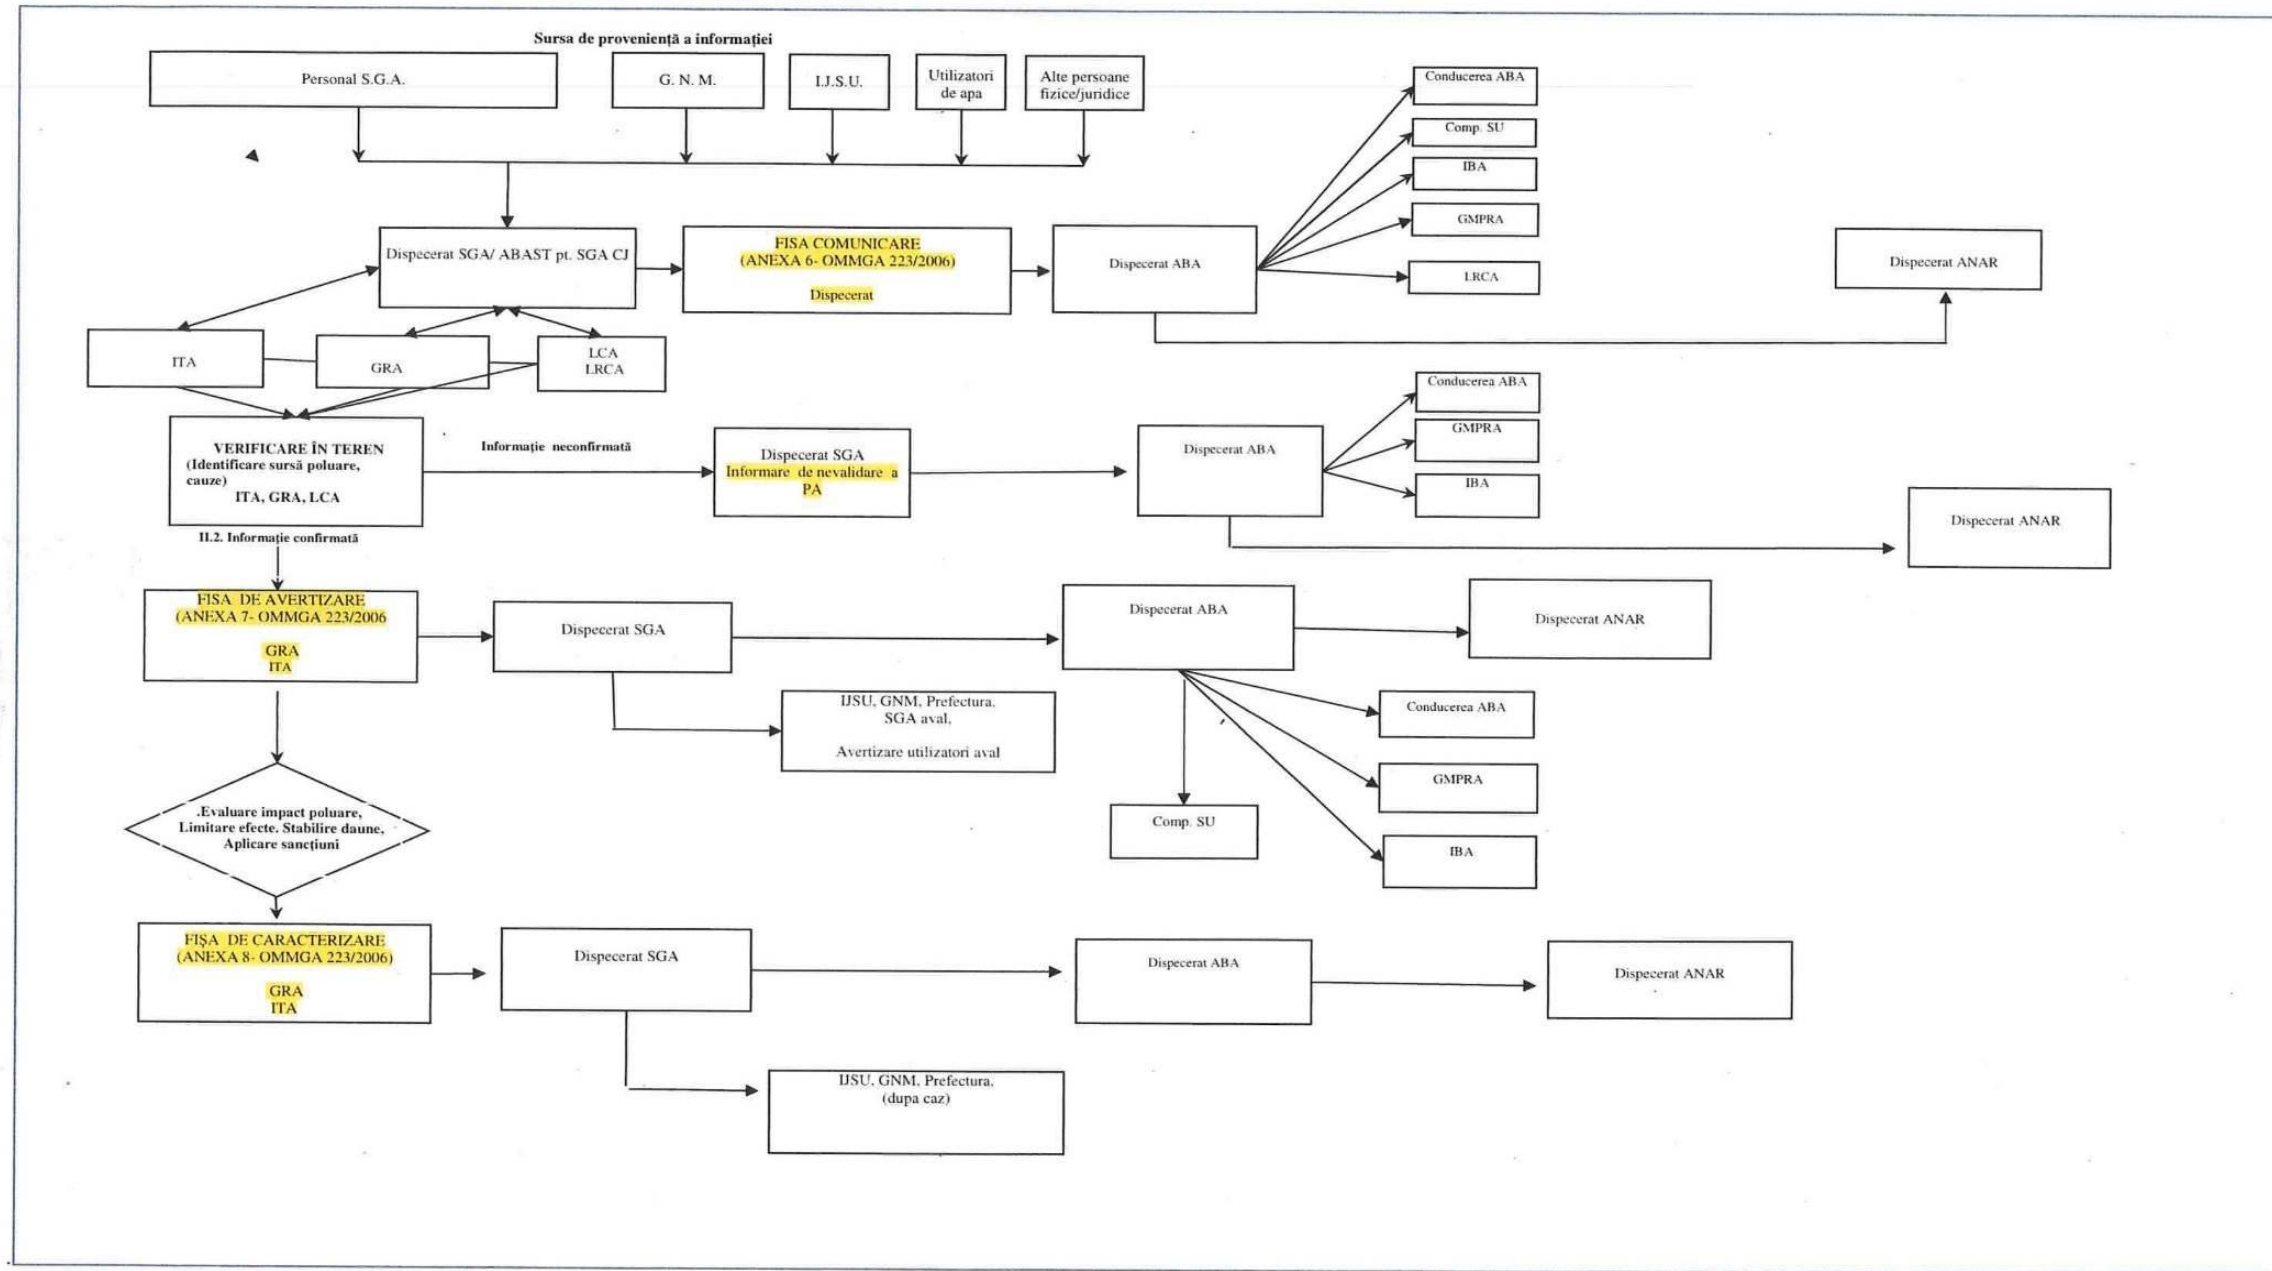 Sursa de proveniență a informației
Personal S.G.A.
G. N. M.
I.J.S.U.
Utilizatori
de apa
Alte persoane
fizice/juridice
Conducerea ABA
Comp. SU
IBA
GMPRA
LRCA
Dispecerat SGA/ ABAST pt. SGA CJ
FISA COMUNICARE
(ANEXA 6- OMMGA 223/2006)
Dispecerat
Dispecerat ABA
Dispecerat ANAR
ITA
GRA
LCA
LRCA
VERIFICARE ÎN TEREN
(Identificare sursă poluare,
cauze)
ITA, GRA, LCA
Informație neconfirmată
Dispecerat SGA
Informare de nevalidare a
PA
Dispecerat ABA
Conducerea ABA
GMPRA
IBA
Dispecerat ANAR
II.2. Informație confirmată
FISA DE AVERTIZARE
(ANEXA 7- OMMGA 223/2006
GRA
ITA
Dispecerat SGA
Dispecerat ABA
Dispecerat ANAR
IJSU, GNM, Prefectura,
SGA aval,
Avertizare utilizatori aval
Conducerea ABA
GMPRA
Comp. SU
IBA
.Evaluare impact poluare,
Limitare efecte. Stabilire daune,
Aplicare sancțiuni
FIȘA DE CARACTERIZARE
(ANEXA 8- OMMGA 223/2006)
GRA
ITA
Dispecerat SGA
Dispecerat ABA
Dispecerat ANAR
IJSU, GNM, Prefectura,
(dupa caz)